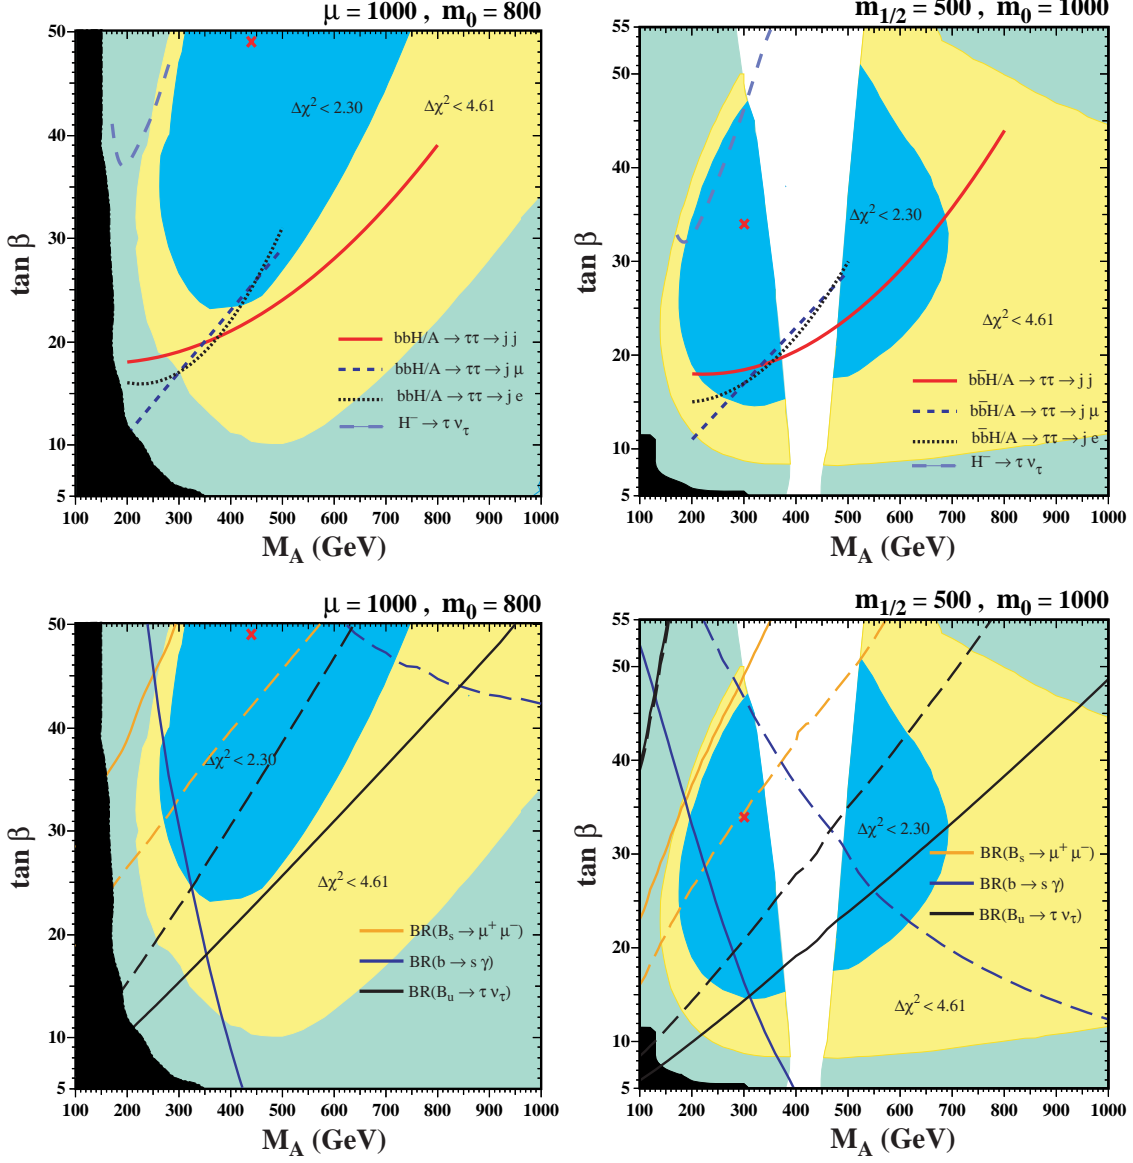 μ = 1000 , m0 = 800
50
40
30
20
10
5
tan β
Δχ² < 2.30
Δχ² < 4.61
bbH/A → ττ → j j
bbH/A → ττ → j μ
bbH/A → ττ → j e
H⁻ → τ ντ
100 200 300 400 500 600 700 800 900 1000
M_A (GeV)
m1/2 = 500 , m0 = 1000
55
50
40
30
20
10
5
tan β
Δχ² < 2.30
Δχ² < 4.61
bb̄H/A → ττ → j j
bb̄H/A → ττ → j μ
bb̄H/A → ττ → j e
H⁻ → τ ντ
100 200 300 400 500 600 700 800 900 1000
M_A (GeV)
μ = 1000 , m0 = 800
50
40
30
20
10
5
tan β
Δχ² < 2.30
Δχ² < 4.61
BR(Bs → μ⁺ μ⁻)
BR(b → s γ)
BR(Bu → τ ντ)
100 200 300 400 500 600 700 800 900 1000
M_A (GeV)
m1/2 = 500 , m0 = 1000
55
50
40
30
20
10
5
tan β
Δχ² < 2.30
BR(Bs → μ⁺ μ⁻)
BR(b → s γ)
BR(Bu → τ ντ)
Δχ² < 4.61
100 200 300 400 500 600 700 800 900 1000
M_A (GeV)